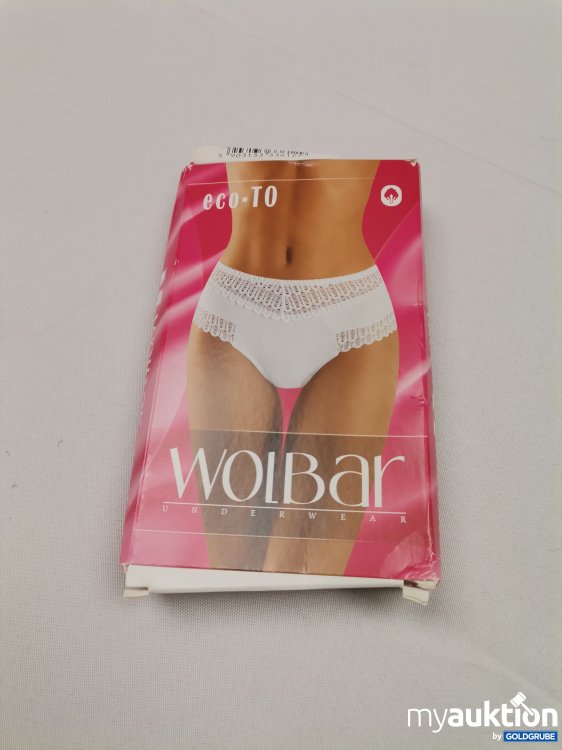 eco-TO
WOLBar
UNDERWEAR
myauktion
by GOLDGRUBE